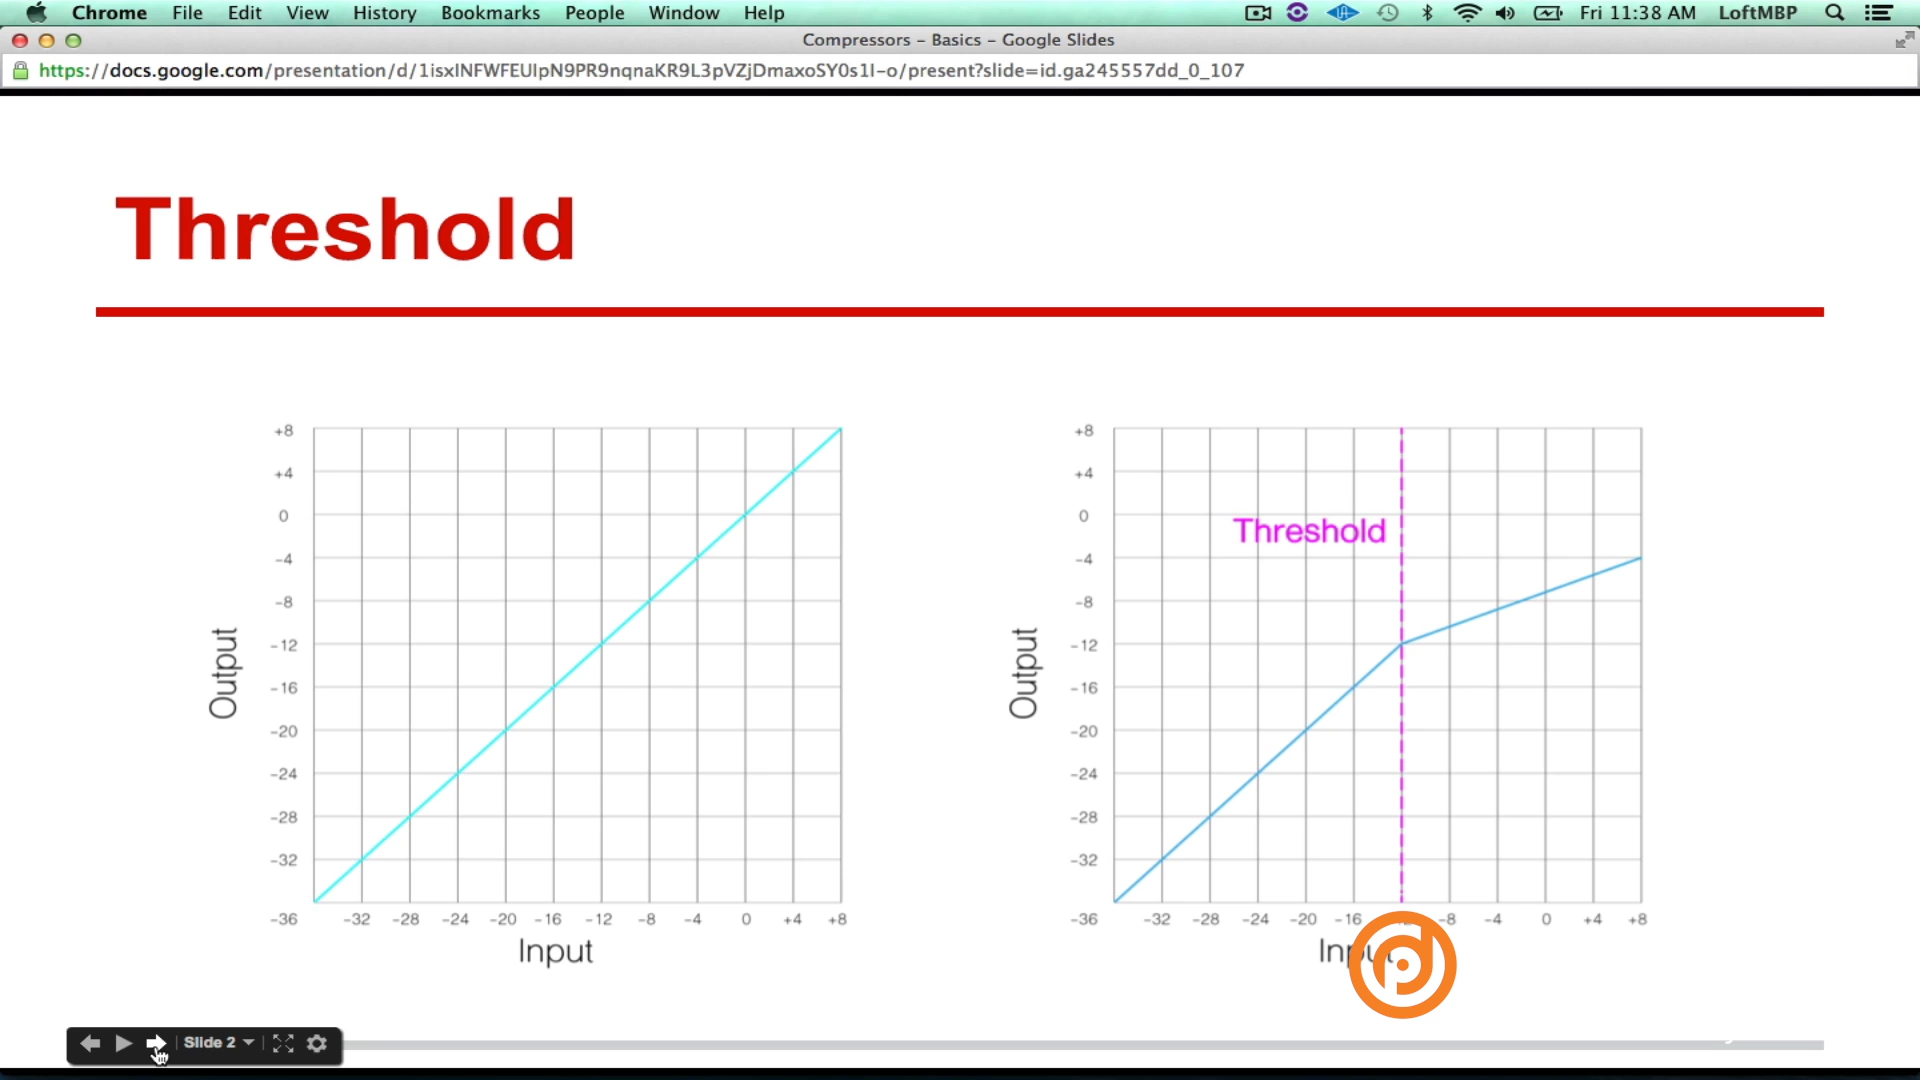 Chrome File Edit View History Bookmarks People Window Help Fri 11:38 AM LoftMBP
Compressors – Basics – Google Slides
https://docs.google.com/presentation/d/1isxINFWFEUIpN9PR9nqnaKR9L3pVZjDmaxoSY0s1I-o/present?slide=id.ga245557dd_0_107
Threshold
+8
+4
0
-4
-8
-12
-16
-20
-24
-28
-32
-36 -32 -28 -24 -20 -16 -12 -8 -4 0 +4 +8
Output
Input
+8
+4
0
-4
-8
-12
-16
-20
-24
-28
-32
-36 -32 -28 -24 -20 -16 -8 -4 0 +4 +8
Output
Threshold
Input
Slide 2